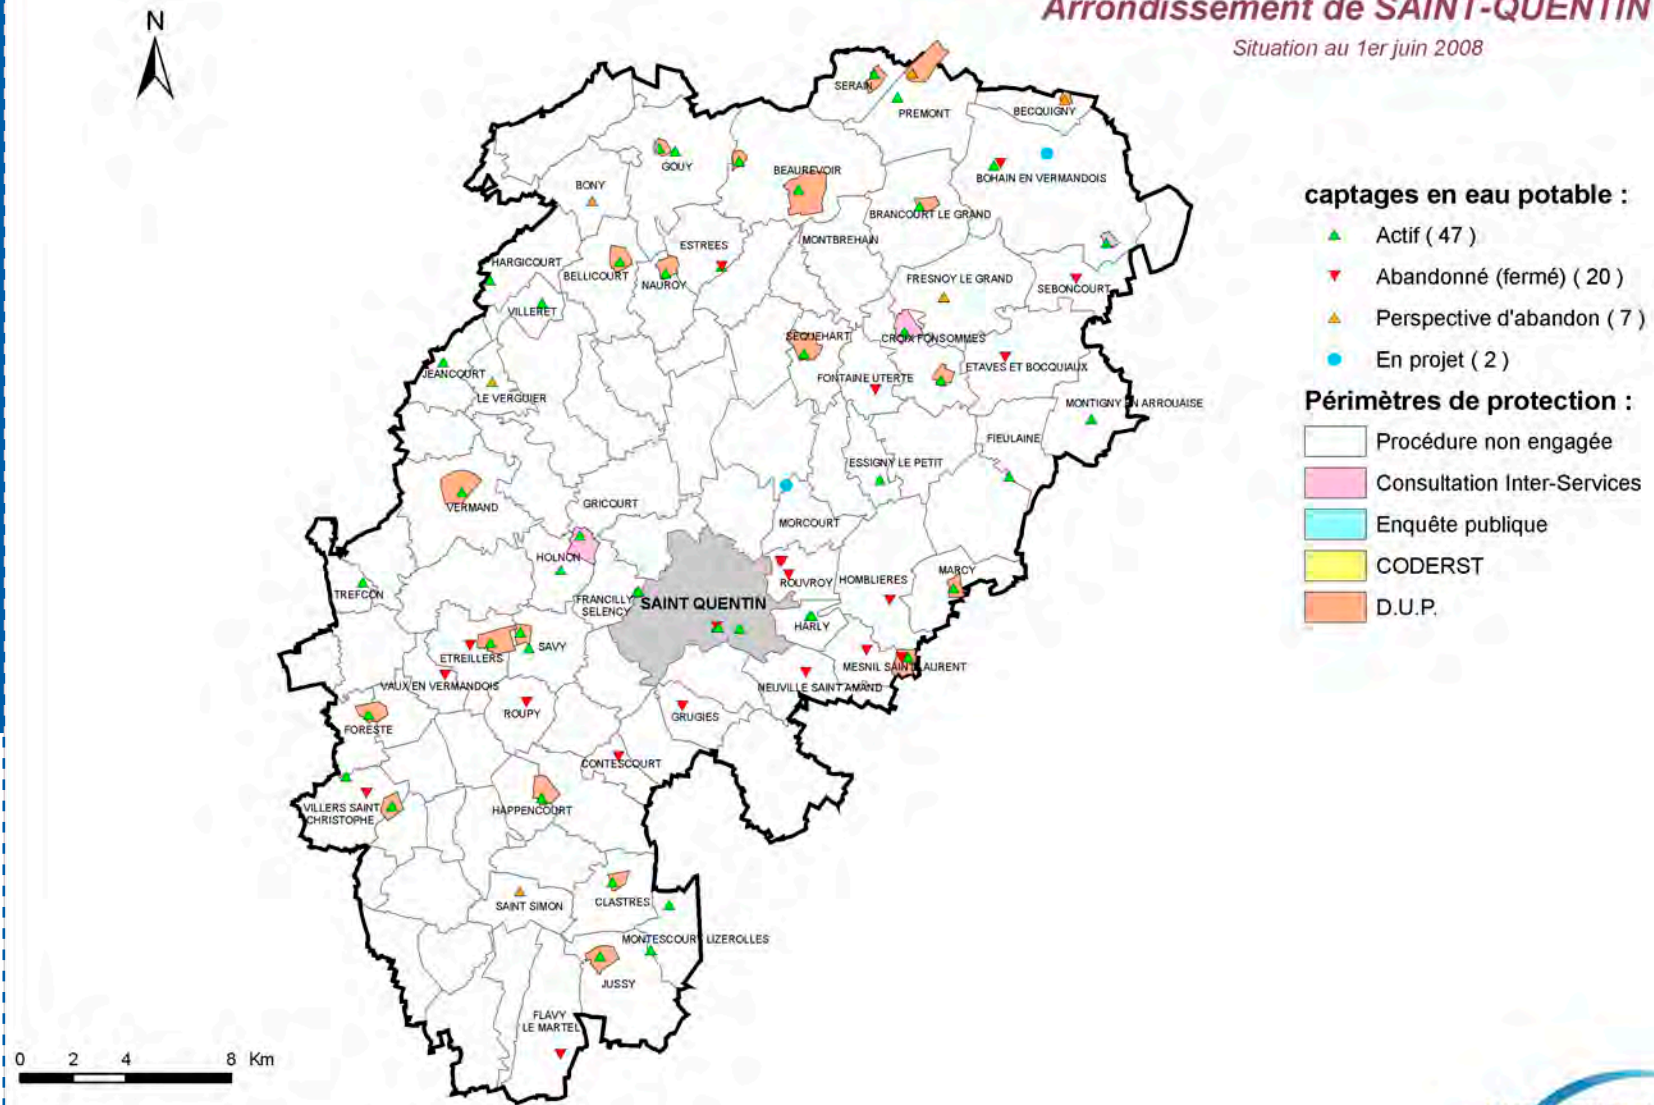 Arrondissement de SAINT-QUENTIN
Situation au 1er juin 2008
N
SERAIN
PREMONT
BECQUIGNY
GOUY
BEAUREVOIR
BOHAIN EN VERMANDOIS
BONY
BRANCOURT LE GRAND
MONTBREHAIN
ESTREES
HARGICOURT
BELLICOURT
NAUROY
FRESNOY LE GRAND
SEBONCOURT
VILLERET
SEQUEHART
CROIX FONSOMMES
JEANCOURT
LE VERGUIER
FONTAINE UTERTE
ETAVES ET BOCQUIAUX
MONTIGNY EN ARROUAISE
FIEULAINE
ESSIGNY LE PETIT
VERMAND
GRICOURT
MORCOURT
HOLNON
TREFCON
FRANCILLY
SELENCY
SAINT QUENTIN
ROUVROY
HOMBLIERES
MARCY
HARLY
ETREILLERS
SAVY
MESNIL SAINT LAURENT
VAUX EN VERMANDOIS
NEUVILLE SAINT AMAND
ROUPY
GRUGIES
FORESTE
CONTESCOURT
VILLERS SAINT
CHRISTOPHE
HAPPENCOURT
SAINT SIMON
CLASTRES
MONTESCOURT LIZEROLLES
JUSSY
FLAVY
LE MARTEL
0 2 4 8 Km
captages en eau potable :
Actif ( 47 )
Abandonné (fermé) ( 20 )
Perspective d'abandon ( 7 )
En projet ( 2 )
Périmètres de protection :
Procédure non engagée
Consultation Inter-Services
Enquête publique
CODERST
D.U.P.